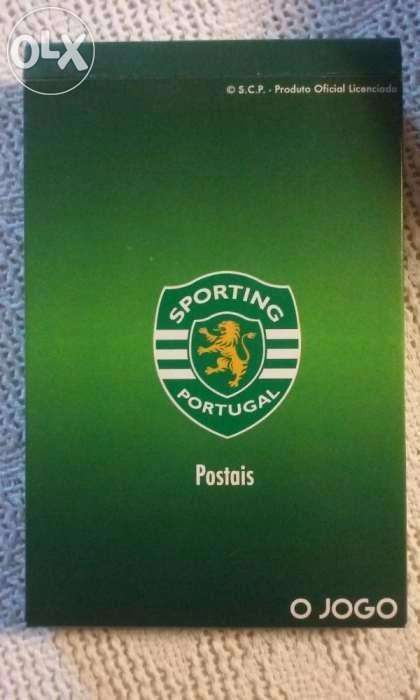 OLX
© S.C.P. - Produto Oficial Licenciado
SPORTING
PORTUGAL
Postais
O JOGO